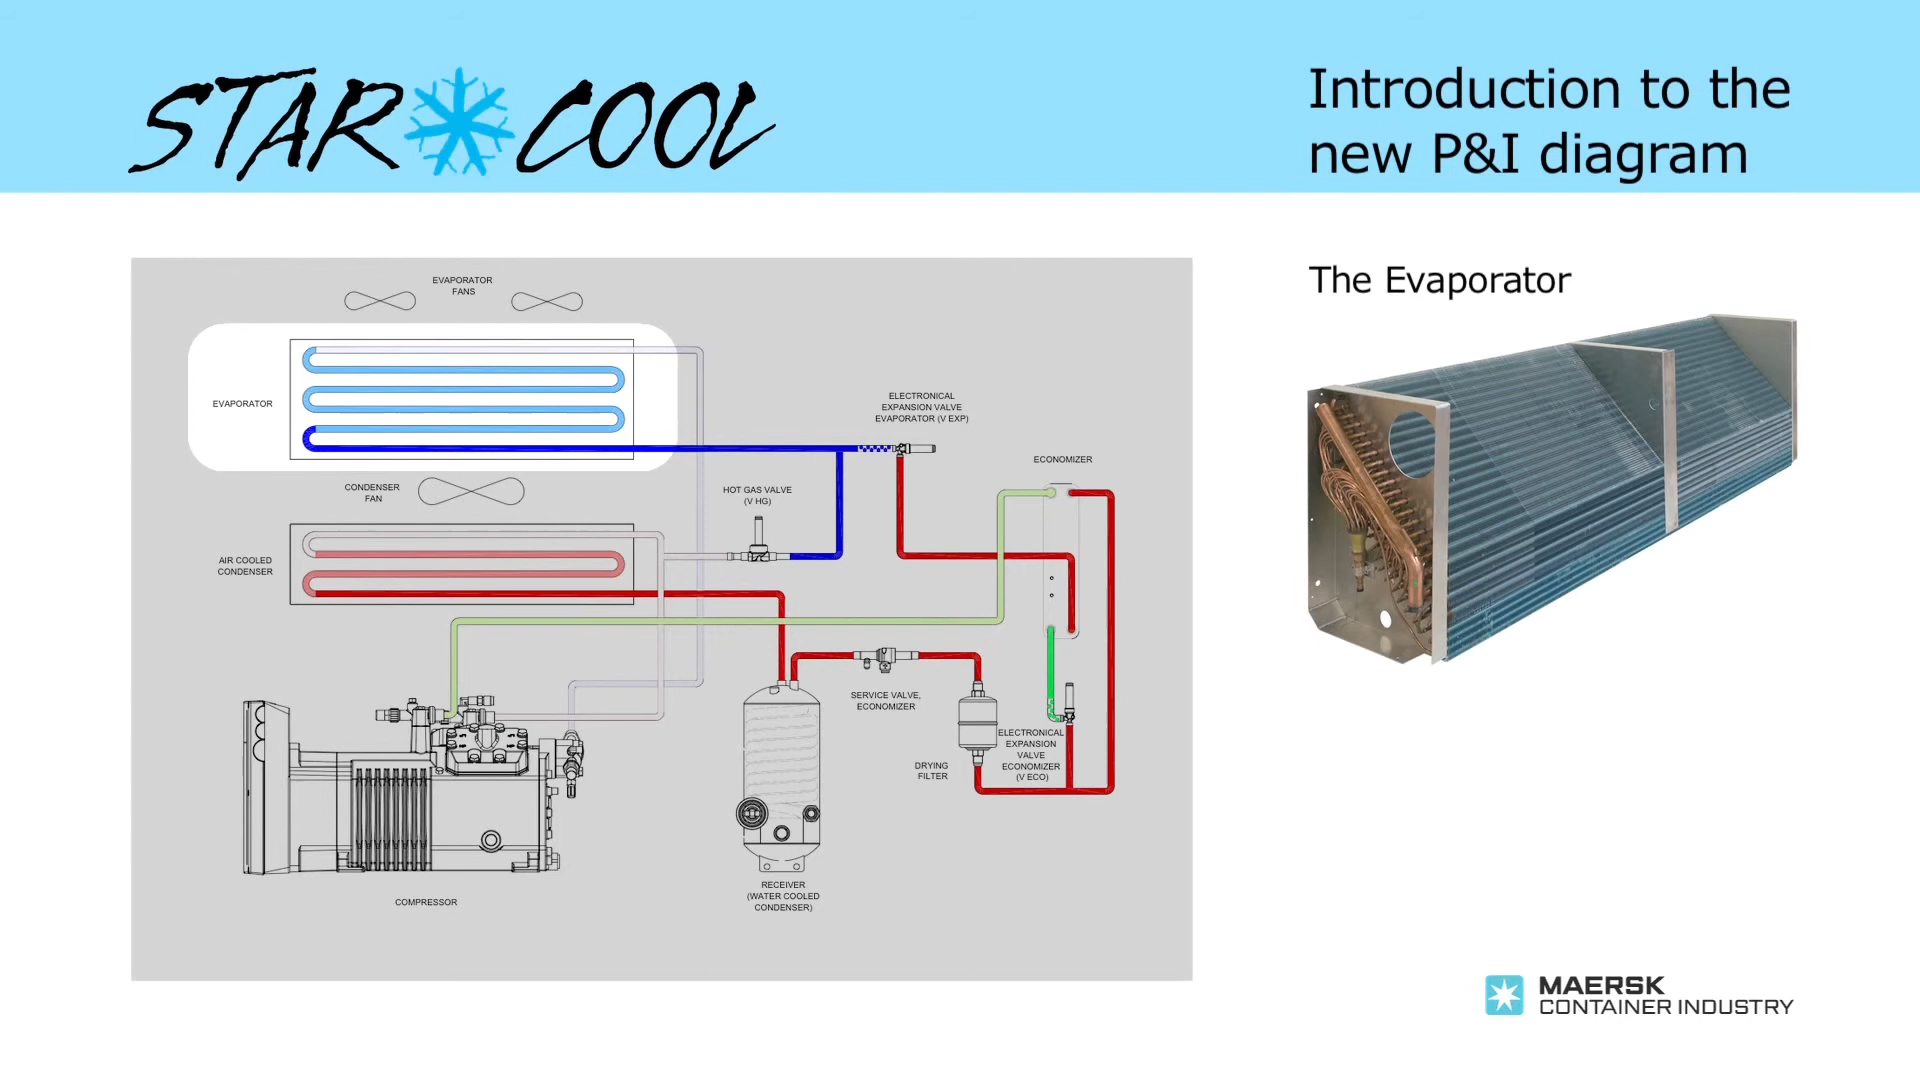 STAR COOL
Introduction to the
new P&I diagram
The Evaporator
EVAPORATOR
FANS
EVAPORATOR
ELECTRONICAL
EXPANSION VALVE
EVAPORATOR (V EXP)
ECONOMIZER
CONDENSER
FAN
HOT GAS VALVE
(V HG)
AIR COOLED
CONDENSER
SERVICE VALVE,
ECONOMIZER
ELECTRONICAL
EXPANSION
VALVE
ECONOMIZER
(V ECO)
DRYING
FILTER
RECEIVER
(WATER COOLED
CONDENSER)
COMPRESSOR
MAERSK
CONTAINER INDUSTRY